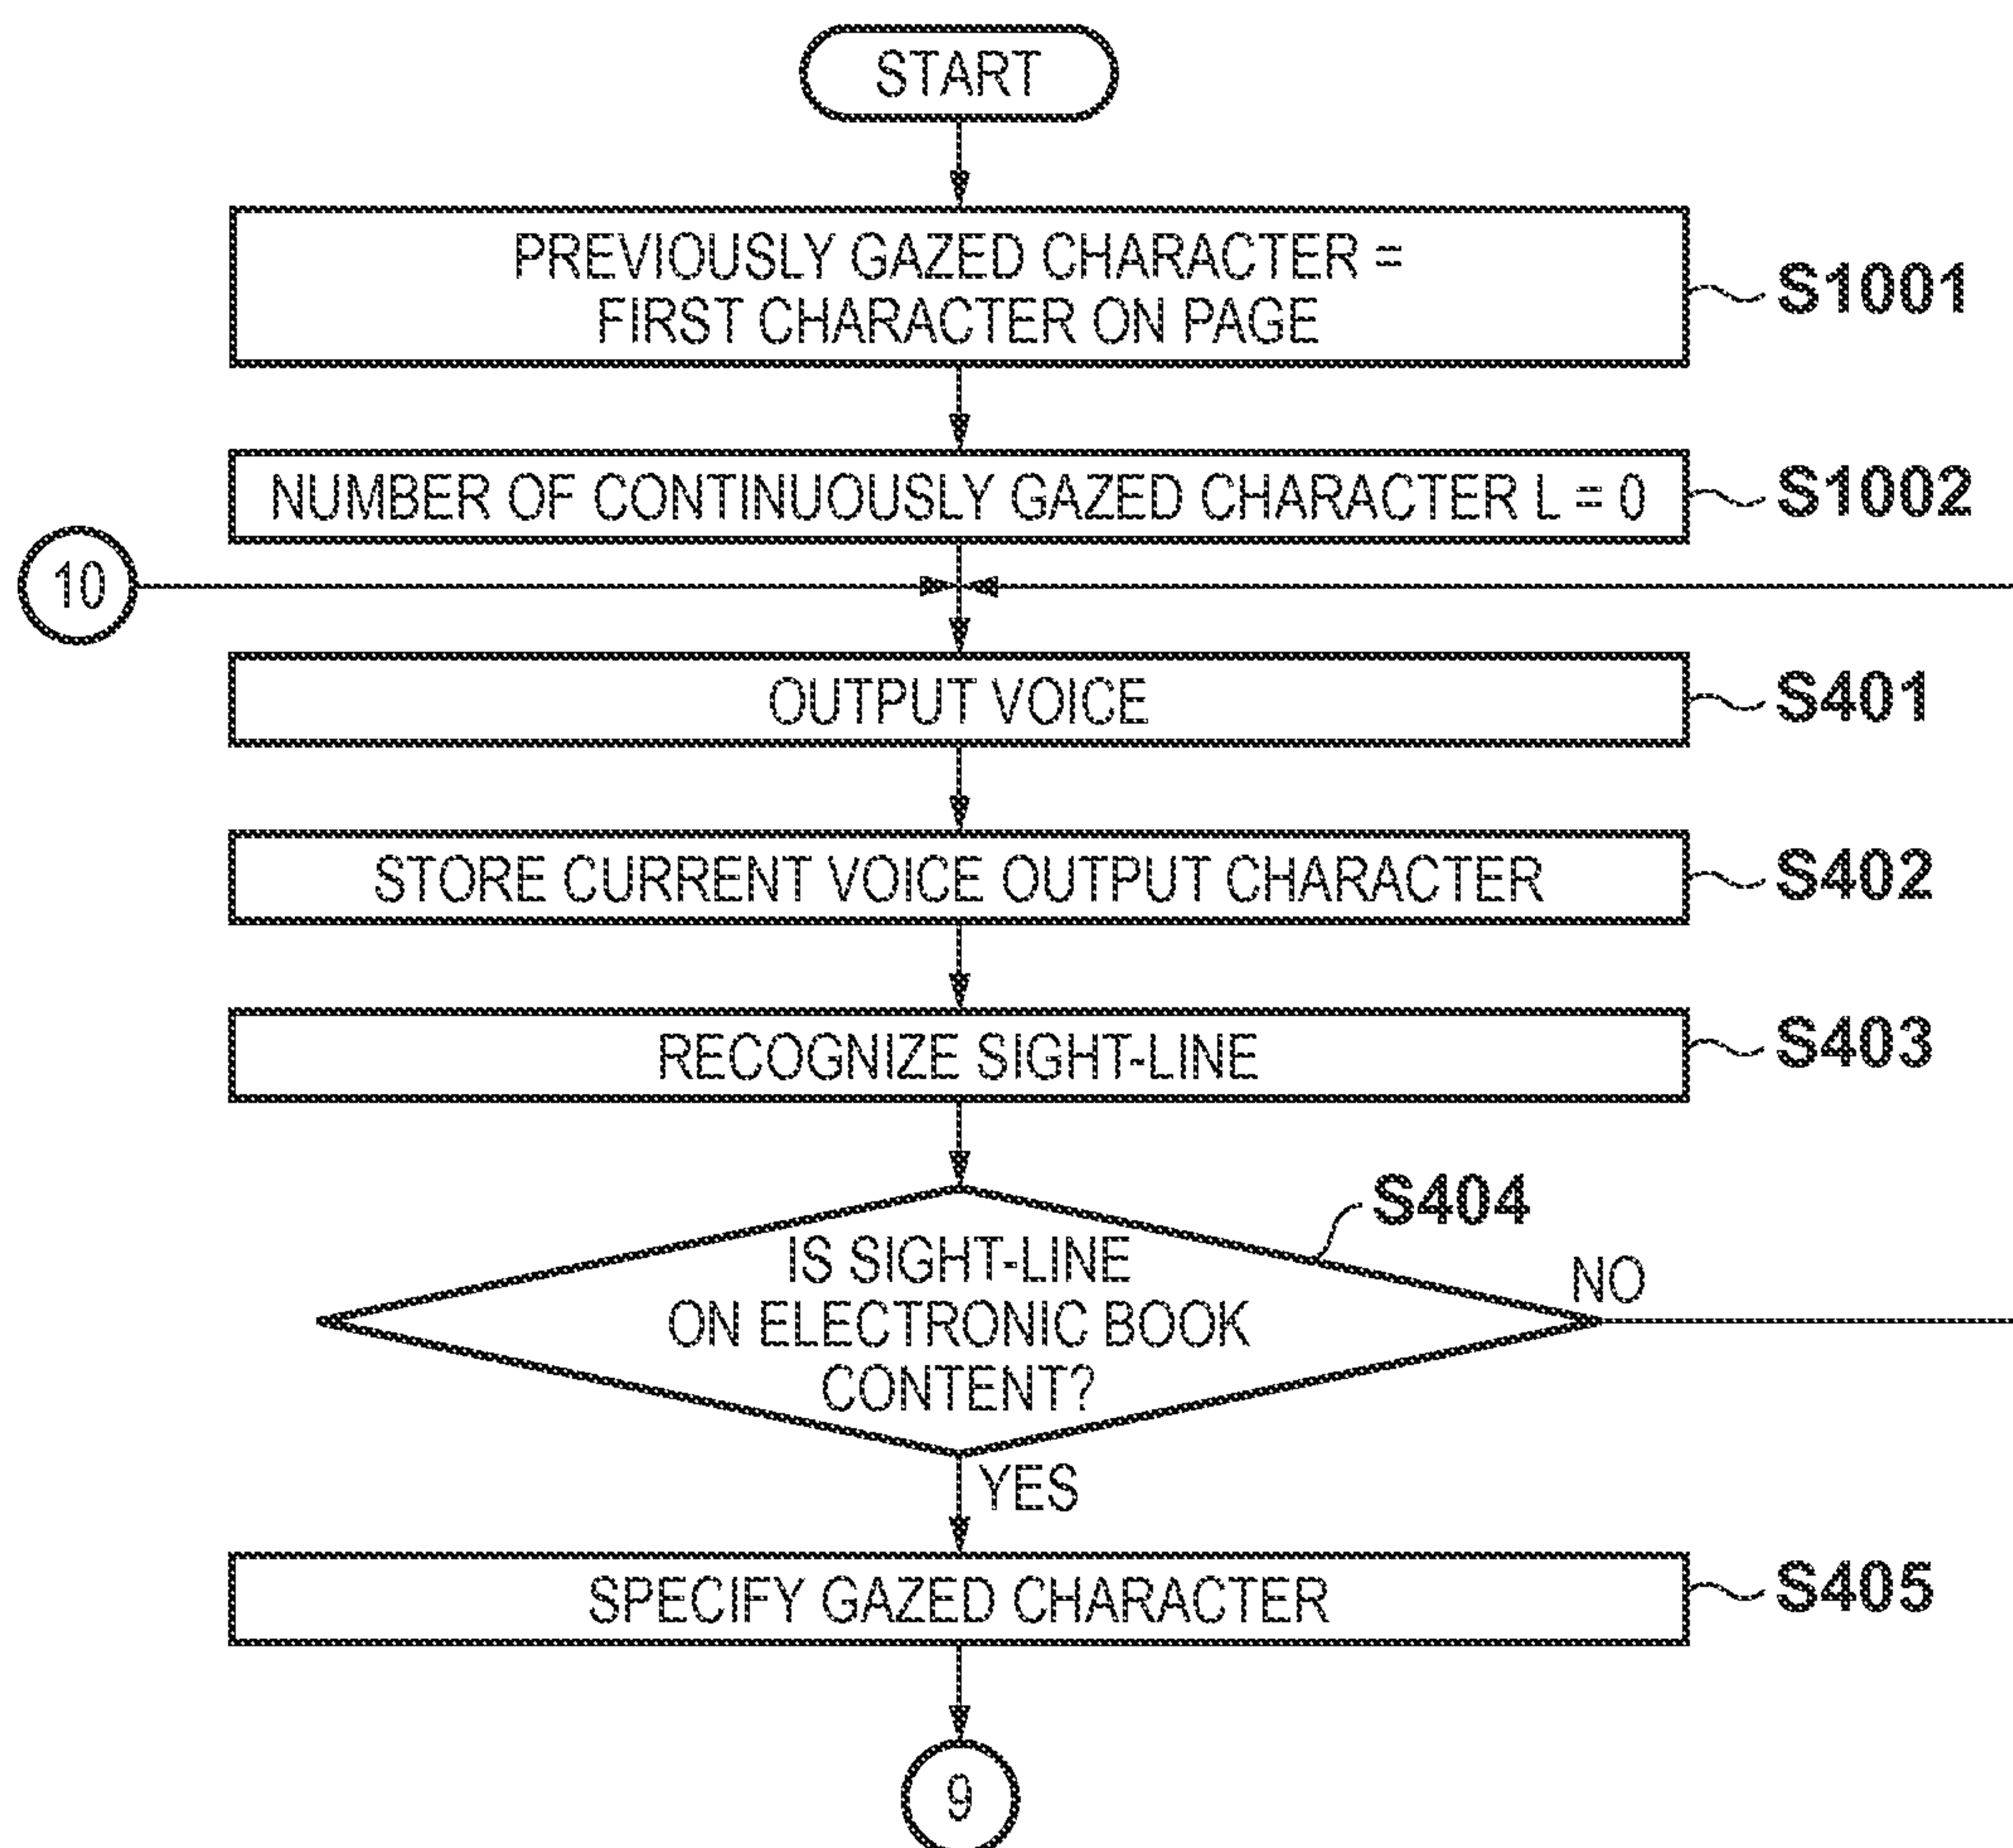 START
PREVIOUSLY GAZED CHARACTER =
FIRST CHARACTER ON PAGE
S1001
NUMBER OF CONTINUOUSLY GAZED CHARACTER L = 0
S1002
10
OUTPUT VOICE
S401
STORE CURRENT VOICE OUTPUT CHARACTER
S402
RECOGNIZE SIGHT-LINE
S403
S404
IS SIGHT-LINE
ON ELECTRONIC BOOK
CONTENT?
NO
YES
SPECIFY GAZED CHARACTER
S405
9